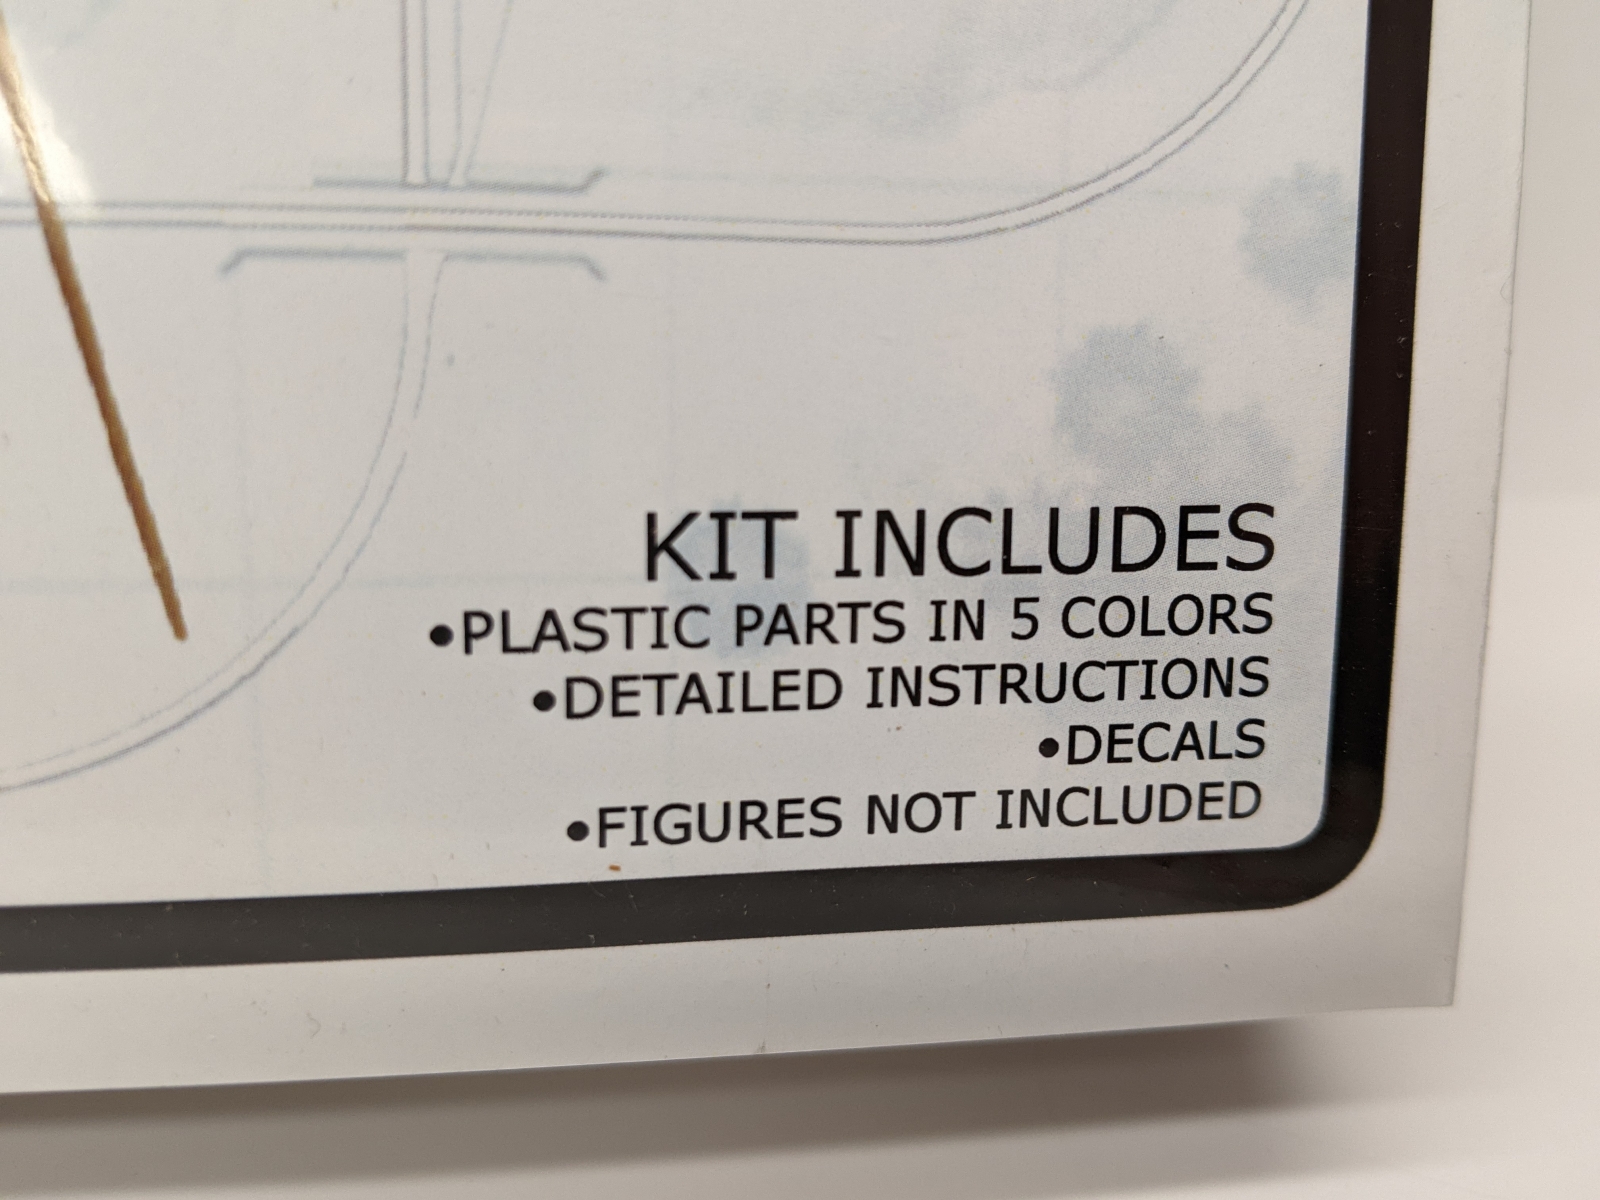 KIT INCLUDES
•PLASTIC PARTS IN 5 COLORS
•DETAILED INSTRUCTIONS
•DECALS
•FIGURES NOT INCLUDED